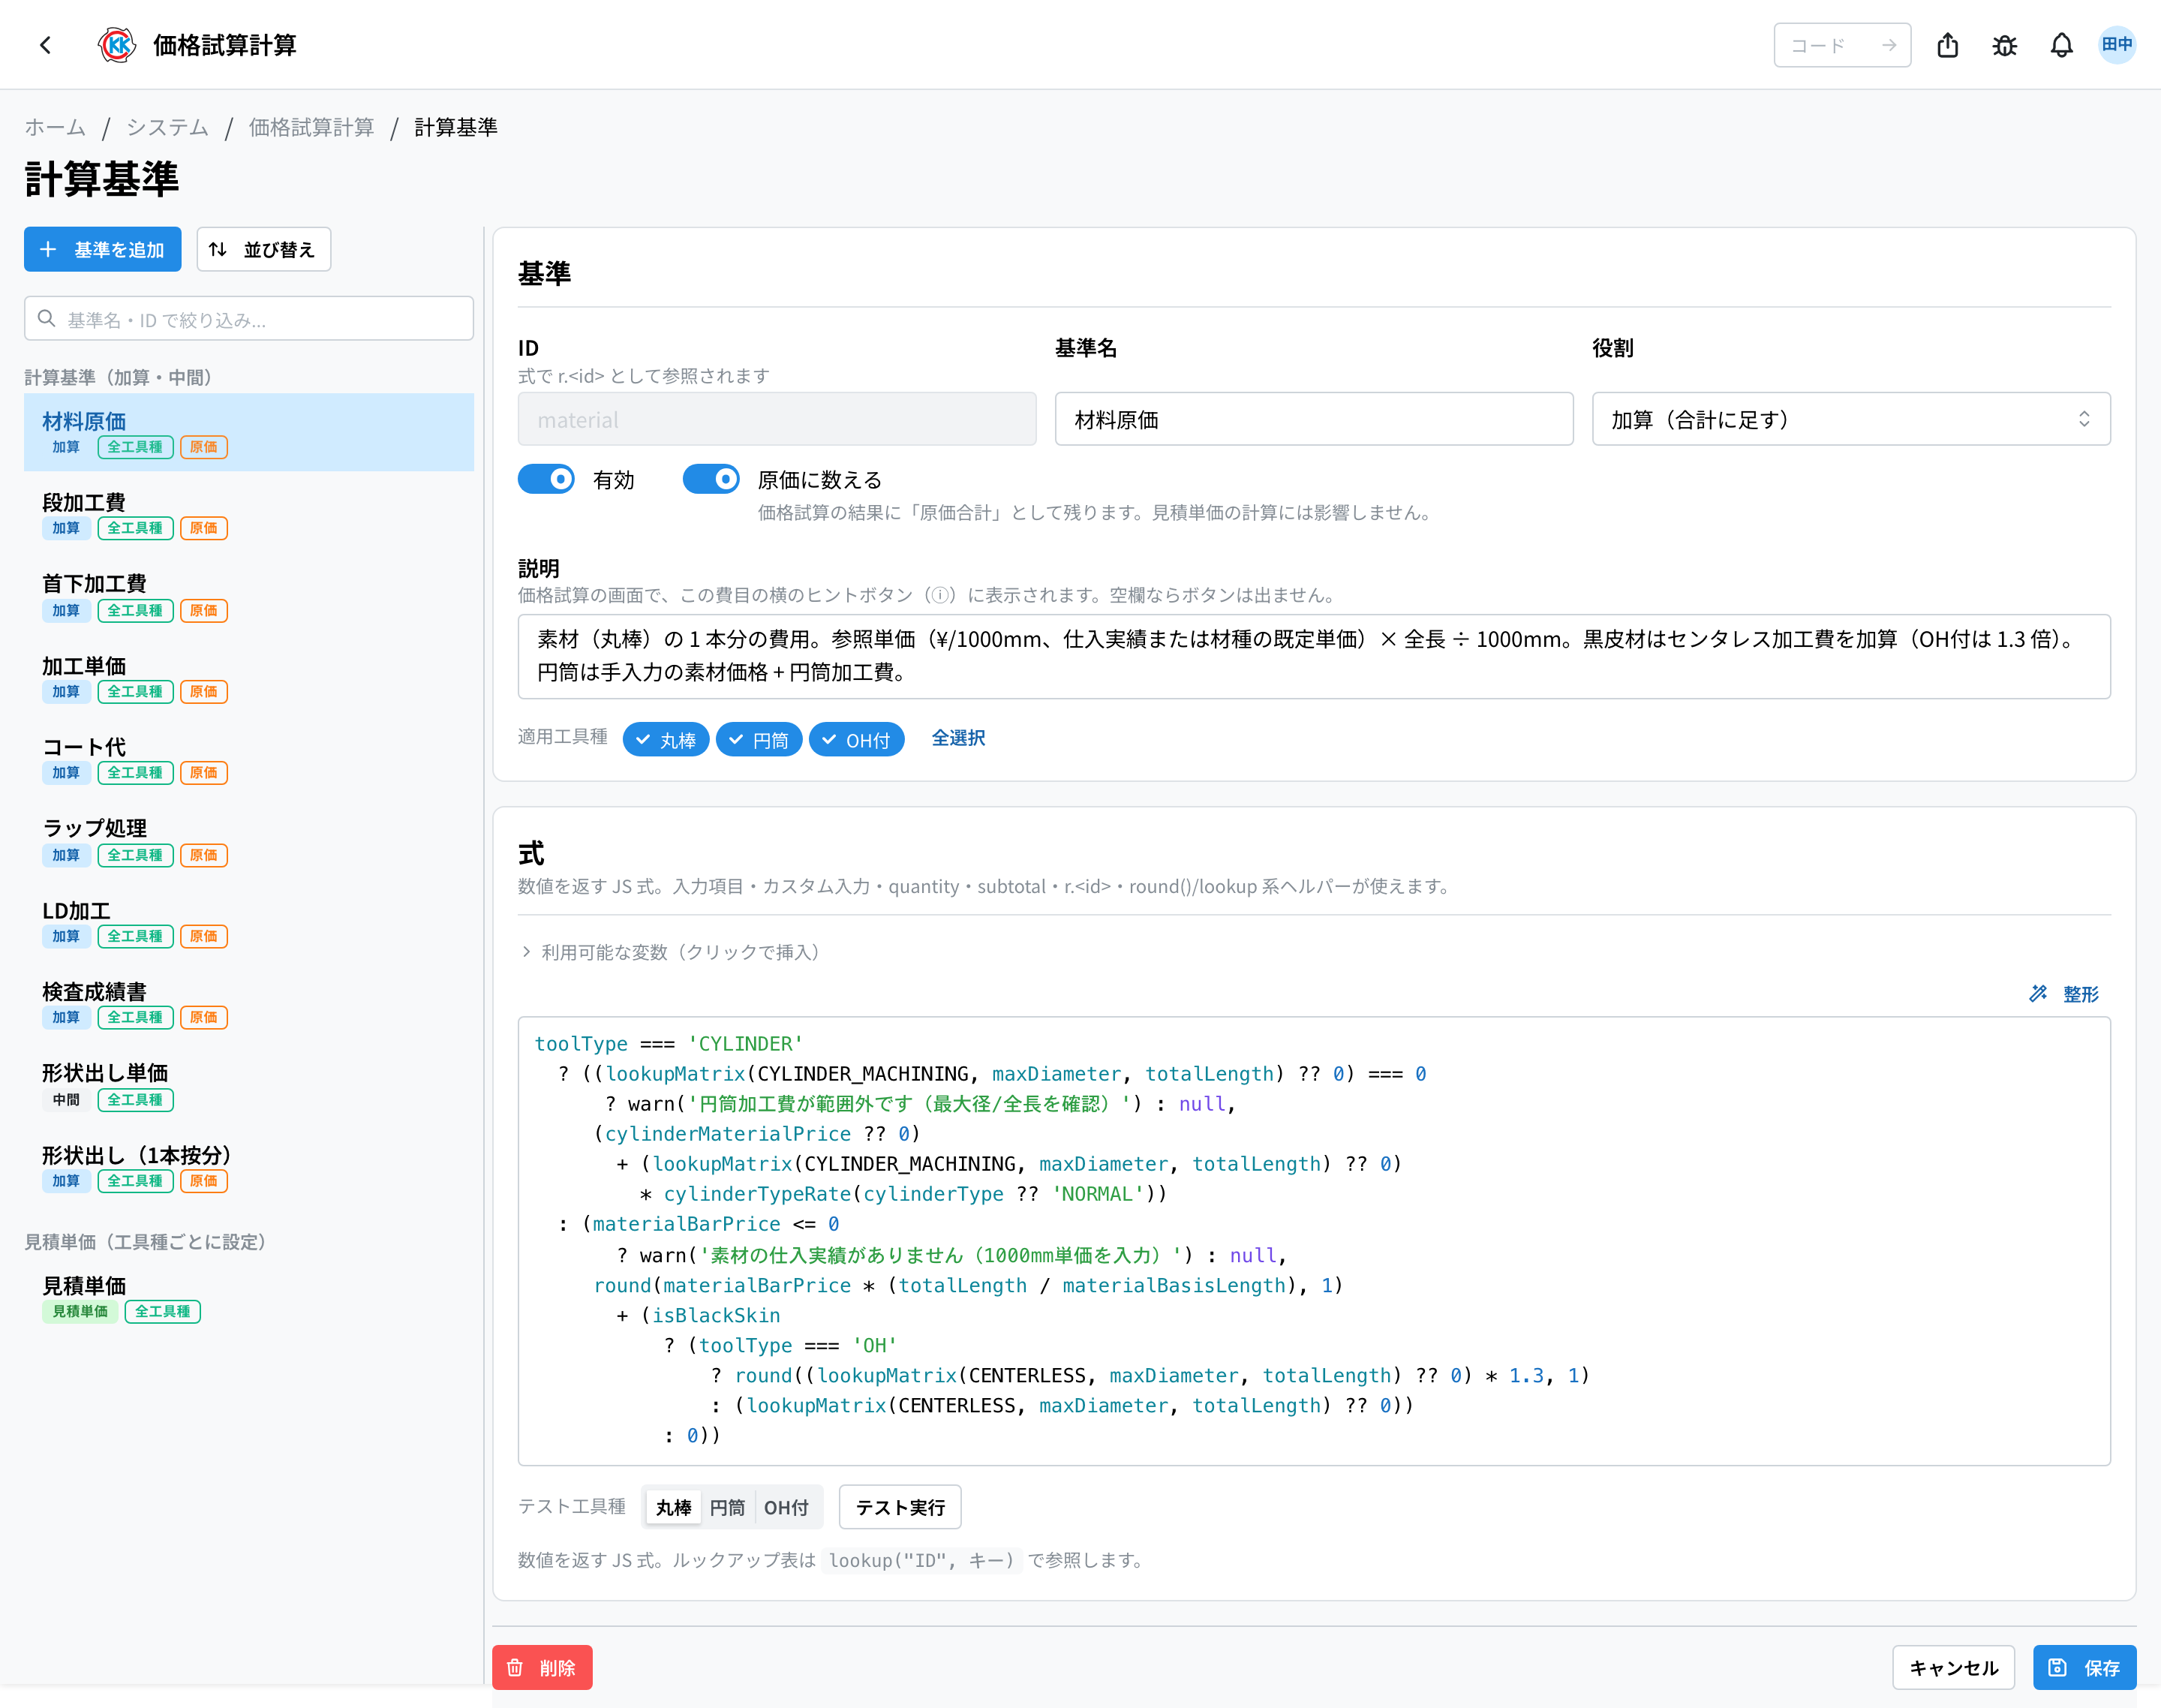 KK 価格試算計算
コード
田中
ホーム / システム / 価格試算計算 / 計算基準
計算基準
基準を追加
並び替え
基準名・ID で絞り込み...
計算基準（加算・中間）
材料原価
加算 全工具種 原価
段加工費
加算 全工具種 原価
首下加工費
加算 全工具種 原価
加工単価
加算 全工具種 原価
コート代
加算 全工具種 原価
ラップ処理
加算 全工具種 原価
LD加工
加算 全工具種 原価
検査成績書
加算 全工具種 原価
形状出し単価
中間 全工具種
形状出し（1本按分）
加算 全工具種 原価
見積単価（工具種ごとに設定）
見積単価
見積単価 全工具種
基準
ID
式で r.<id> として参照されます
material
基準名
材料原価
役割
加算（合計に足す）
有効
原価に数える
価格試算の結果に「原価合計」として残ります。見積単価の計算には影響しません。
説明
価格試算の画面で、この費目の横のヒントボタン（ⓘ）に表示されます。空欄ならボタンは出ません。
素材（丸棒）の 1 本分の費用。参照単価（¥/1000mm、仕入実績または材種の既定単価）× 全長 ÷ 1000mm。黒皮材はセンタレス加工費を加算（OH付は 1.3 倍）。
円筒は手入力の素材価格 + 円筒加工費。
適用工具種 丸棒 円筒 OH付 全選択
式
数値を返す JS 式。入力項目・カスタム入力・quantity・subtotal・r.<id>・round()/lookup 系ヘルパーが使えます。
利用可能な変数（クリックで挿入）
整形
toolType === 'CYLINDER'
? ((lookupMatrix(CYLINDER_MACHINING, maxDiameter, totalLength) ?? 0) === 0
? warn('円筒加工費が範囲外です（最大径/全長を確認）') : null,
(cylinderMaterialPrice ?? 0)
+ (lookupMatrix(CYLINDER_MACHINING, maxDiameter, totalLength) ?? 0)
* cylinderTypeRate(cylinderType ?? 'NORMAL'))
: (materialBarPrice <= 0
? warn('素材の仕入実績がありません（1000mm単価を入力）') : null,
round(materialBarPrice * (totalLength / materialBasisLength), 1)
+ (isBlackSkin
? (toolType === 'OH'
? round((lookupMatrix(CENTERLESS, maxDiameter, totalLength) ?? 0) * 1.3, 1)
: (lookupMatrix(CENTERLESS, maxDiameter, totalLength) ?? 0))
: 0))
テスト工具種 丸棒 円筒 OH付 テスト実行
数値を返す JS 式。ルックアップ表は lookup("ID", キー) で参照します。
削除
キャンセル
保存